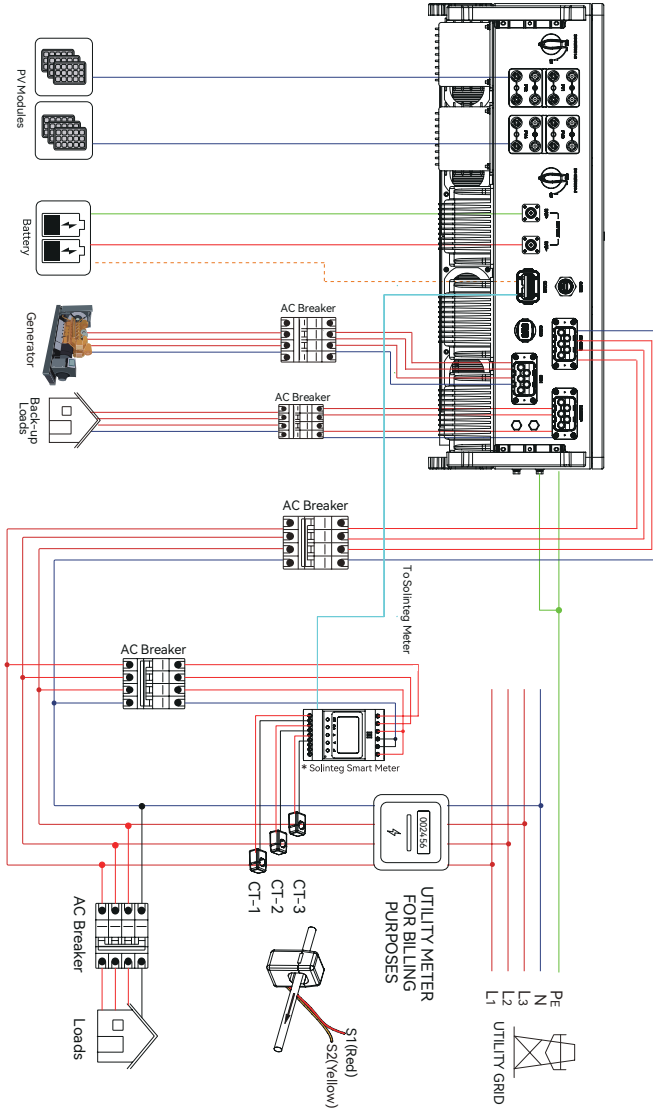 PV Modules
Battery
Generator
AC Breaker
Back-up
Loads
AC Breaker
AC Breaker
To Solinteg Meter
AC Breaker
* Solinteg Smart Meter
002456
CT-1
CT-2
CT-3
UTILITY METER
FOR BILLING
PURPOSES
AC Breaker
Loads
S1(Red)
S2(Yellow)
L1
L2
L3
N
PE
UTILITY GRID